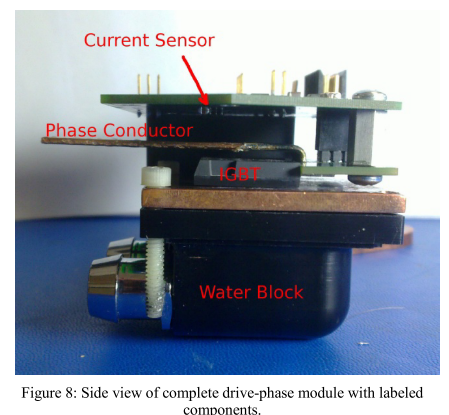 Current Sensor
Phase Conductor
IGBT
Water Block
Figure 8: Side view of complete drive-phase module with labeled
components.